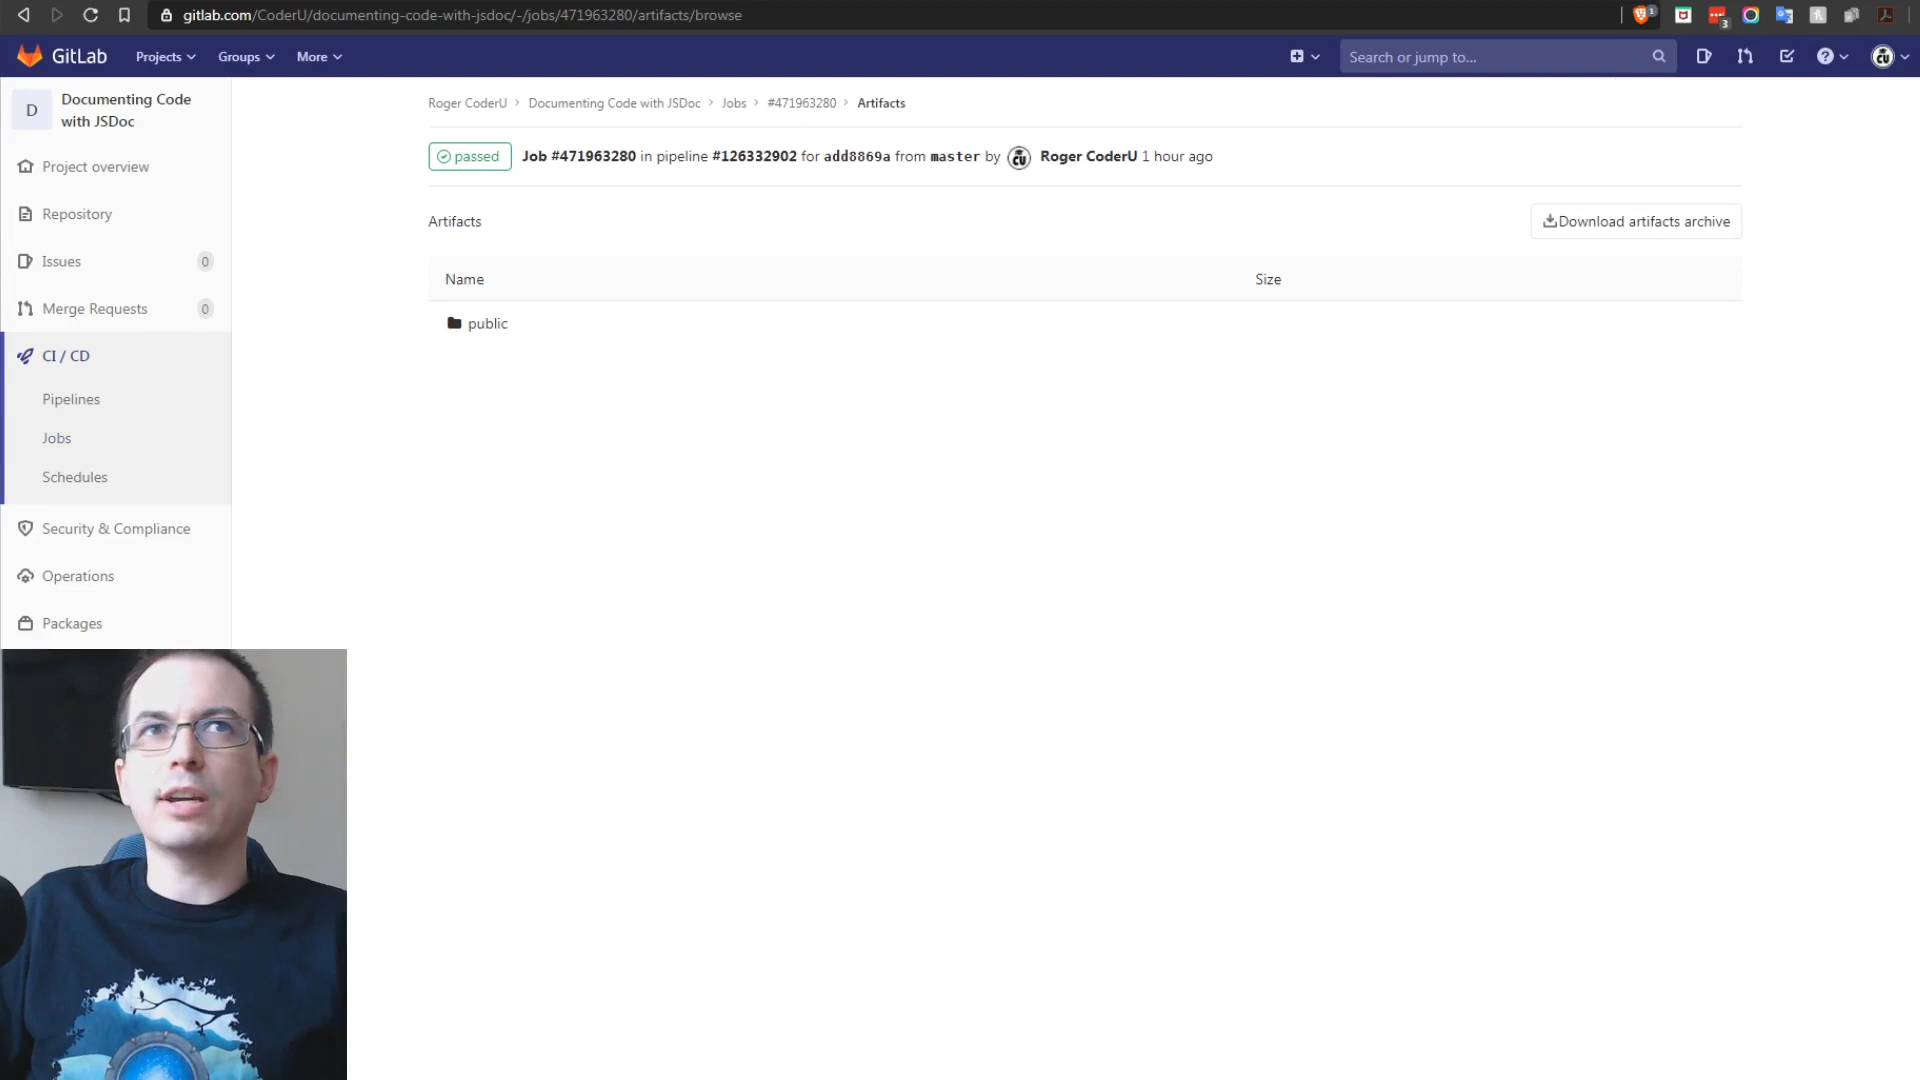 gitlab.com/CoderU/documenting-code-with-jsdoc/-/jobs/471963280/artifacts/browse
1
3
GitLab
Projects
Groups
More
Search or jump to...
D
Documenting Code
with JSDoc
Project overview
Repository
Issues 0
Merge Requests 0
CI / CD
Pipelines
Jobs
Schedules
Security & Compliance
Operations
Packages
Roger CoderU > Documenting Code with JSDoc > Jobs > #471963280 > Artifacts
passed Job #471963280 in pipeline #126332902 for add8869a from master by CU Roger CoderU 1 hour ago
Artifacts
Download artifacts archive
Name Size
public